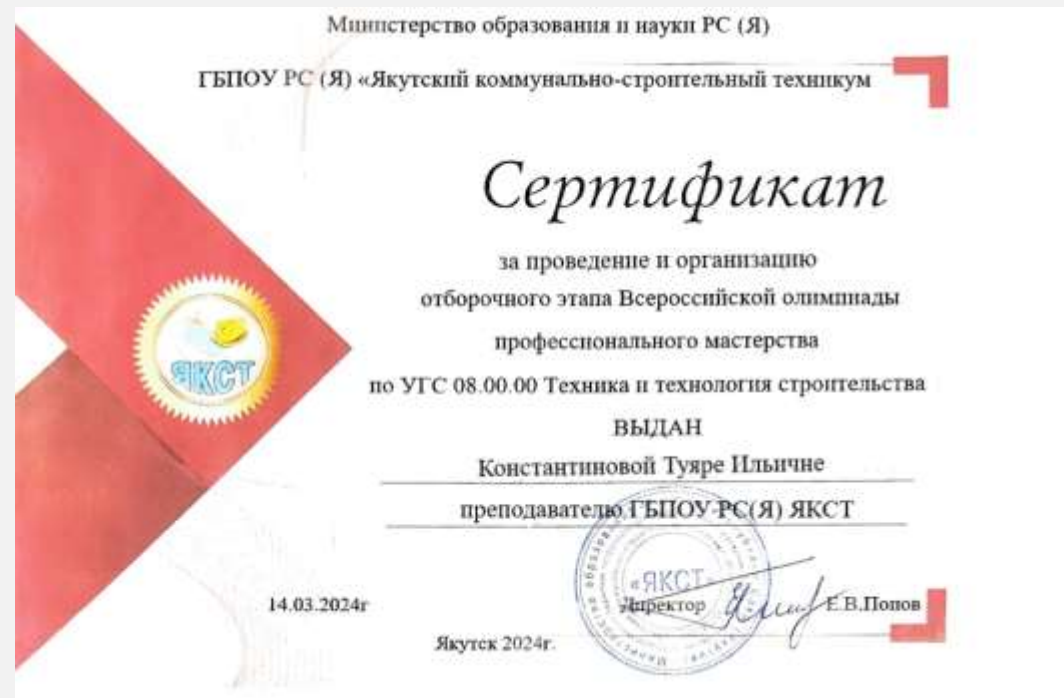 Министерство образования и науки РС (Я)
ГБПОУ РС (Я) «Якутский коммунально-строительный техникум
Сертификат
за проведение и организацию
отборочного этапа Всероссийской олимпиады
профессионального мастерства
по УГС 08.00.00 Техника и технология строительства
ВЫДАН
Константиновой Туяре Ильичне
преподавателю ГБПОУ РС(Я) ЯКСТ
ЯКСТ
«ЯКСТ»
14.03.2024г
Директор
Е.В.Попов
Якутск 2024г.